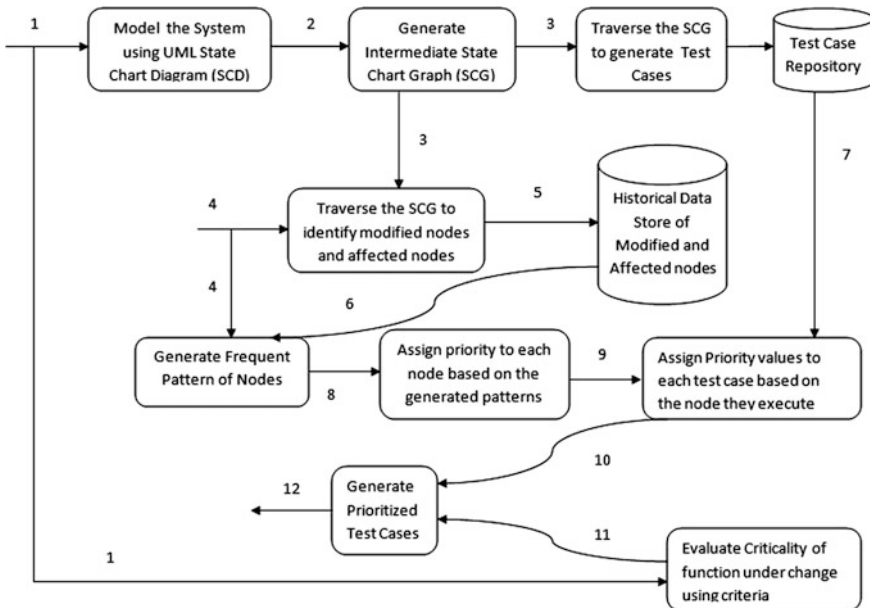 1
Model the System
using UML State
Chart Diagram (SCD)
2
Generate
Intermediate State
Chart Graph (SCG)
3
Traverse the SCG
to generate Test
Cases
Test Case
Repository
3
7
4
Traverse the SCG to
identify modified nodes
and affected nodes
5
Historical Data
Store of
Modified and
Affected nodes
4
6
Generate Frequent
Pattern of Nodes
8
Assign priority to each
node based on the
generated patterns
9
Assign Priority values to
each test case based on
the node they execute
10
12
Generate
Prioritized
Test Cases
11
1
Evaluate Criticality of
function under change
using criteria